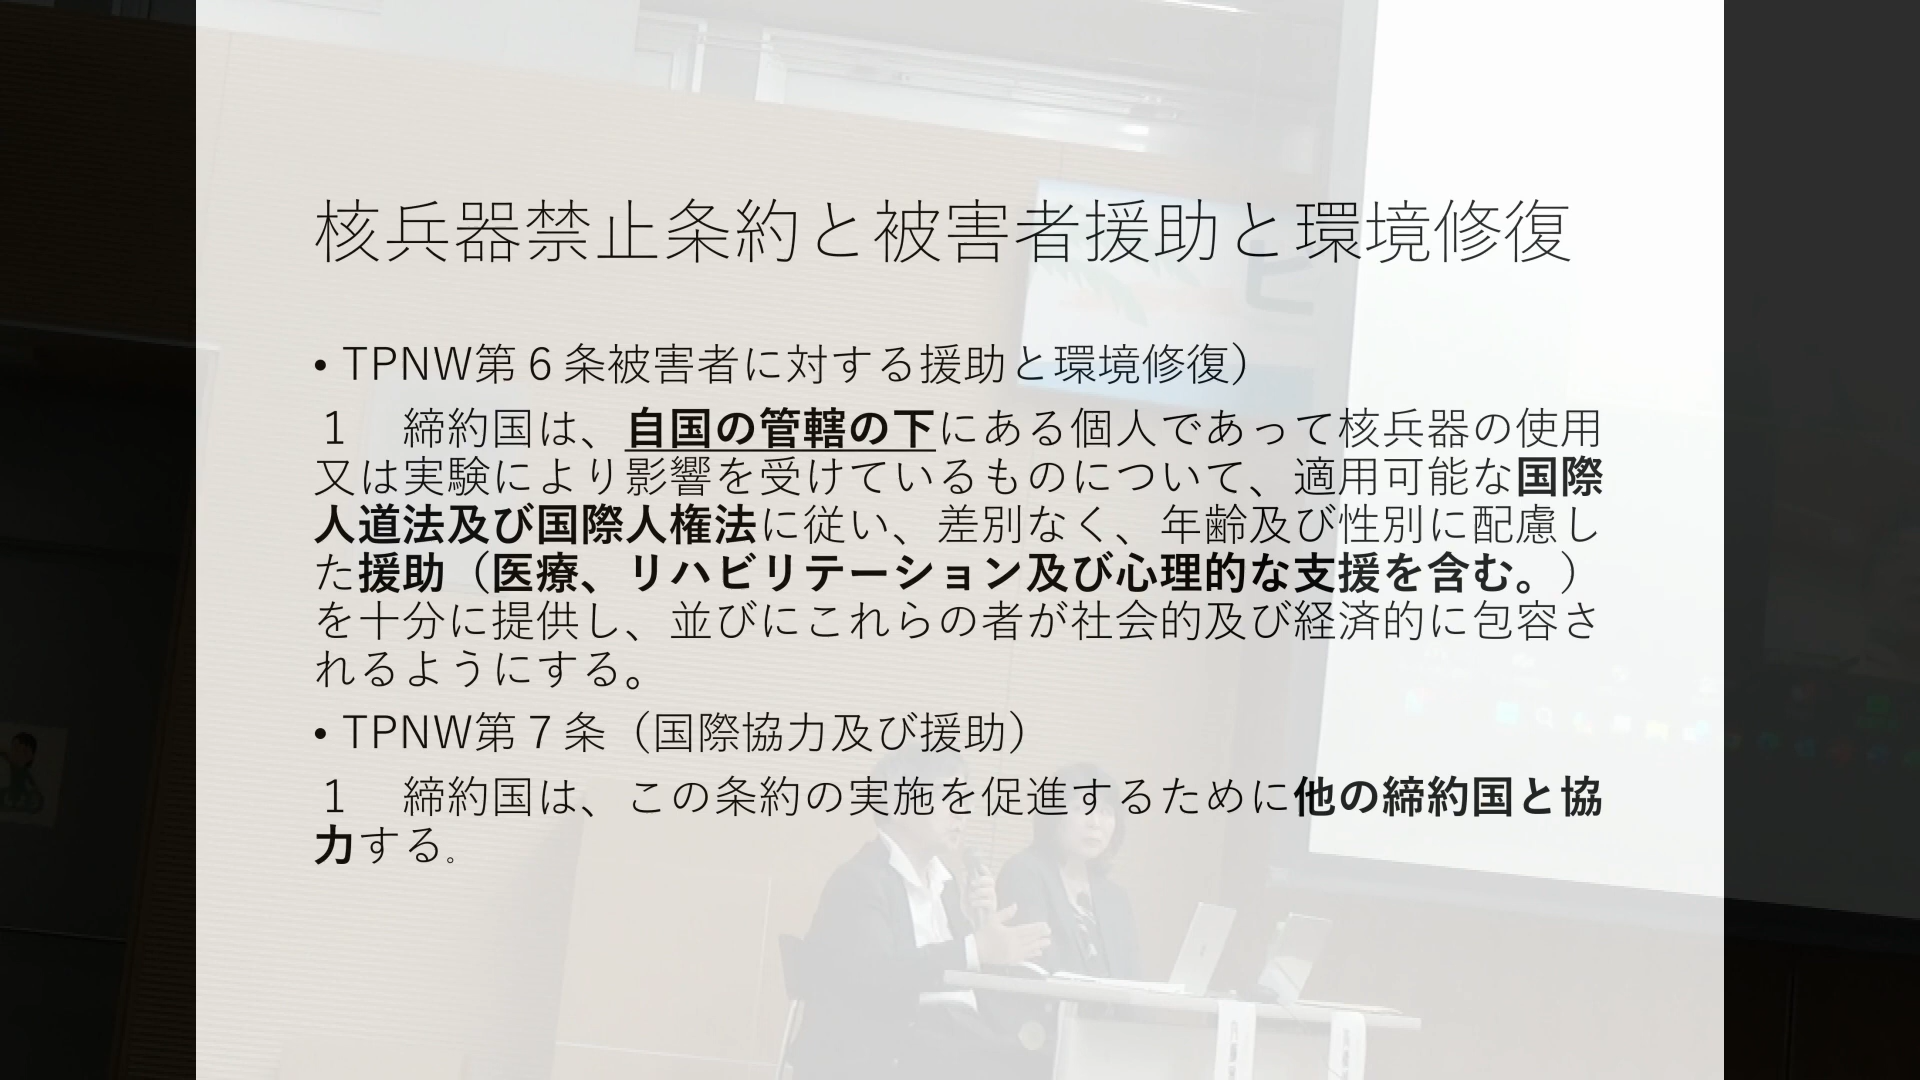 核兵器禁止条約と被害者援助と環境修復
• TPNW第６条被害者に対する援助と環境修復）
１　締約国は、自国の管轄の下にある個人であって核兵器の使用
又は実験により影響を受けているものについて、適用可能な国際
人道法及び国際人権法に従い、差別なく、年齢及び性別に配慮し
た援助（医療、リハビリテーション及び心理的な支援を含む。）
を十分に提供し、並びにこれらの者が社会的及び経済的に包容さ
れるようにする。
• TPNW第７条（国際協力及び援助）
１　締約国は、この条約の実施を促進するために他の締約国と協
力する。